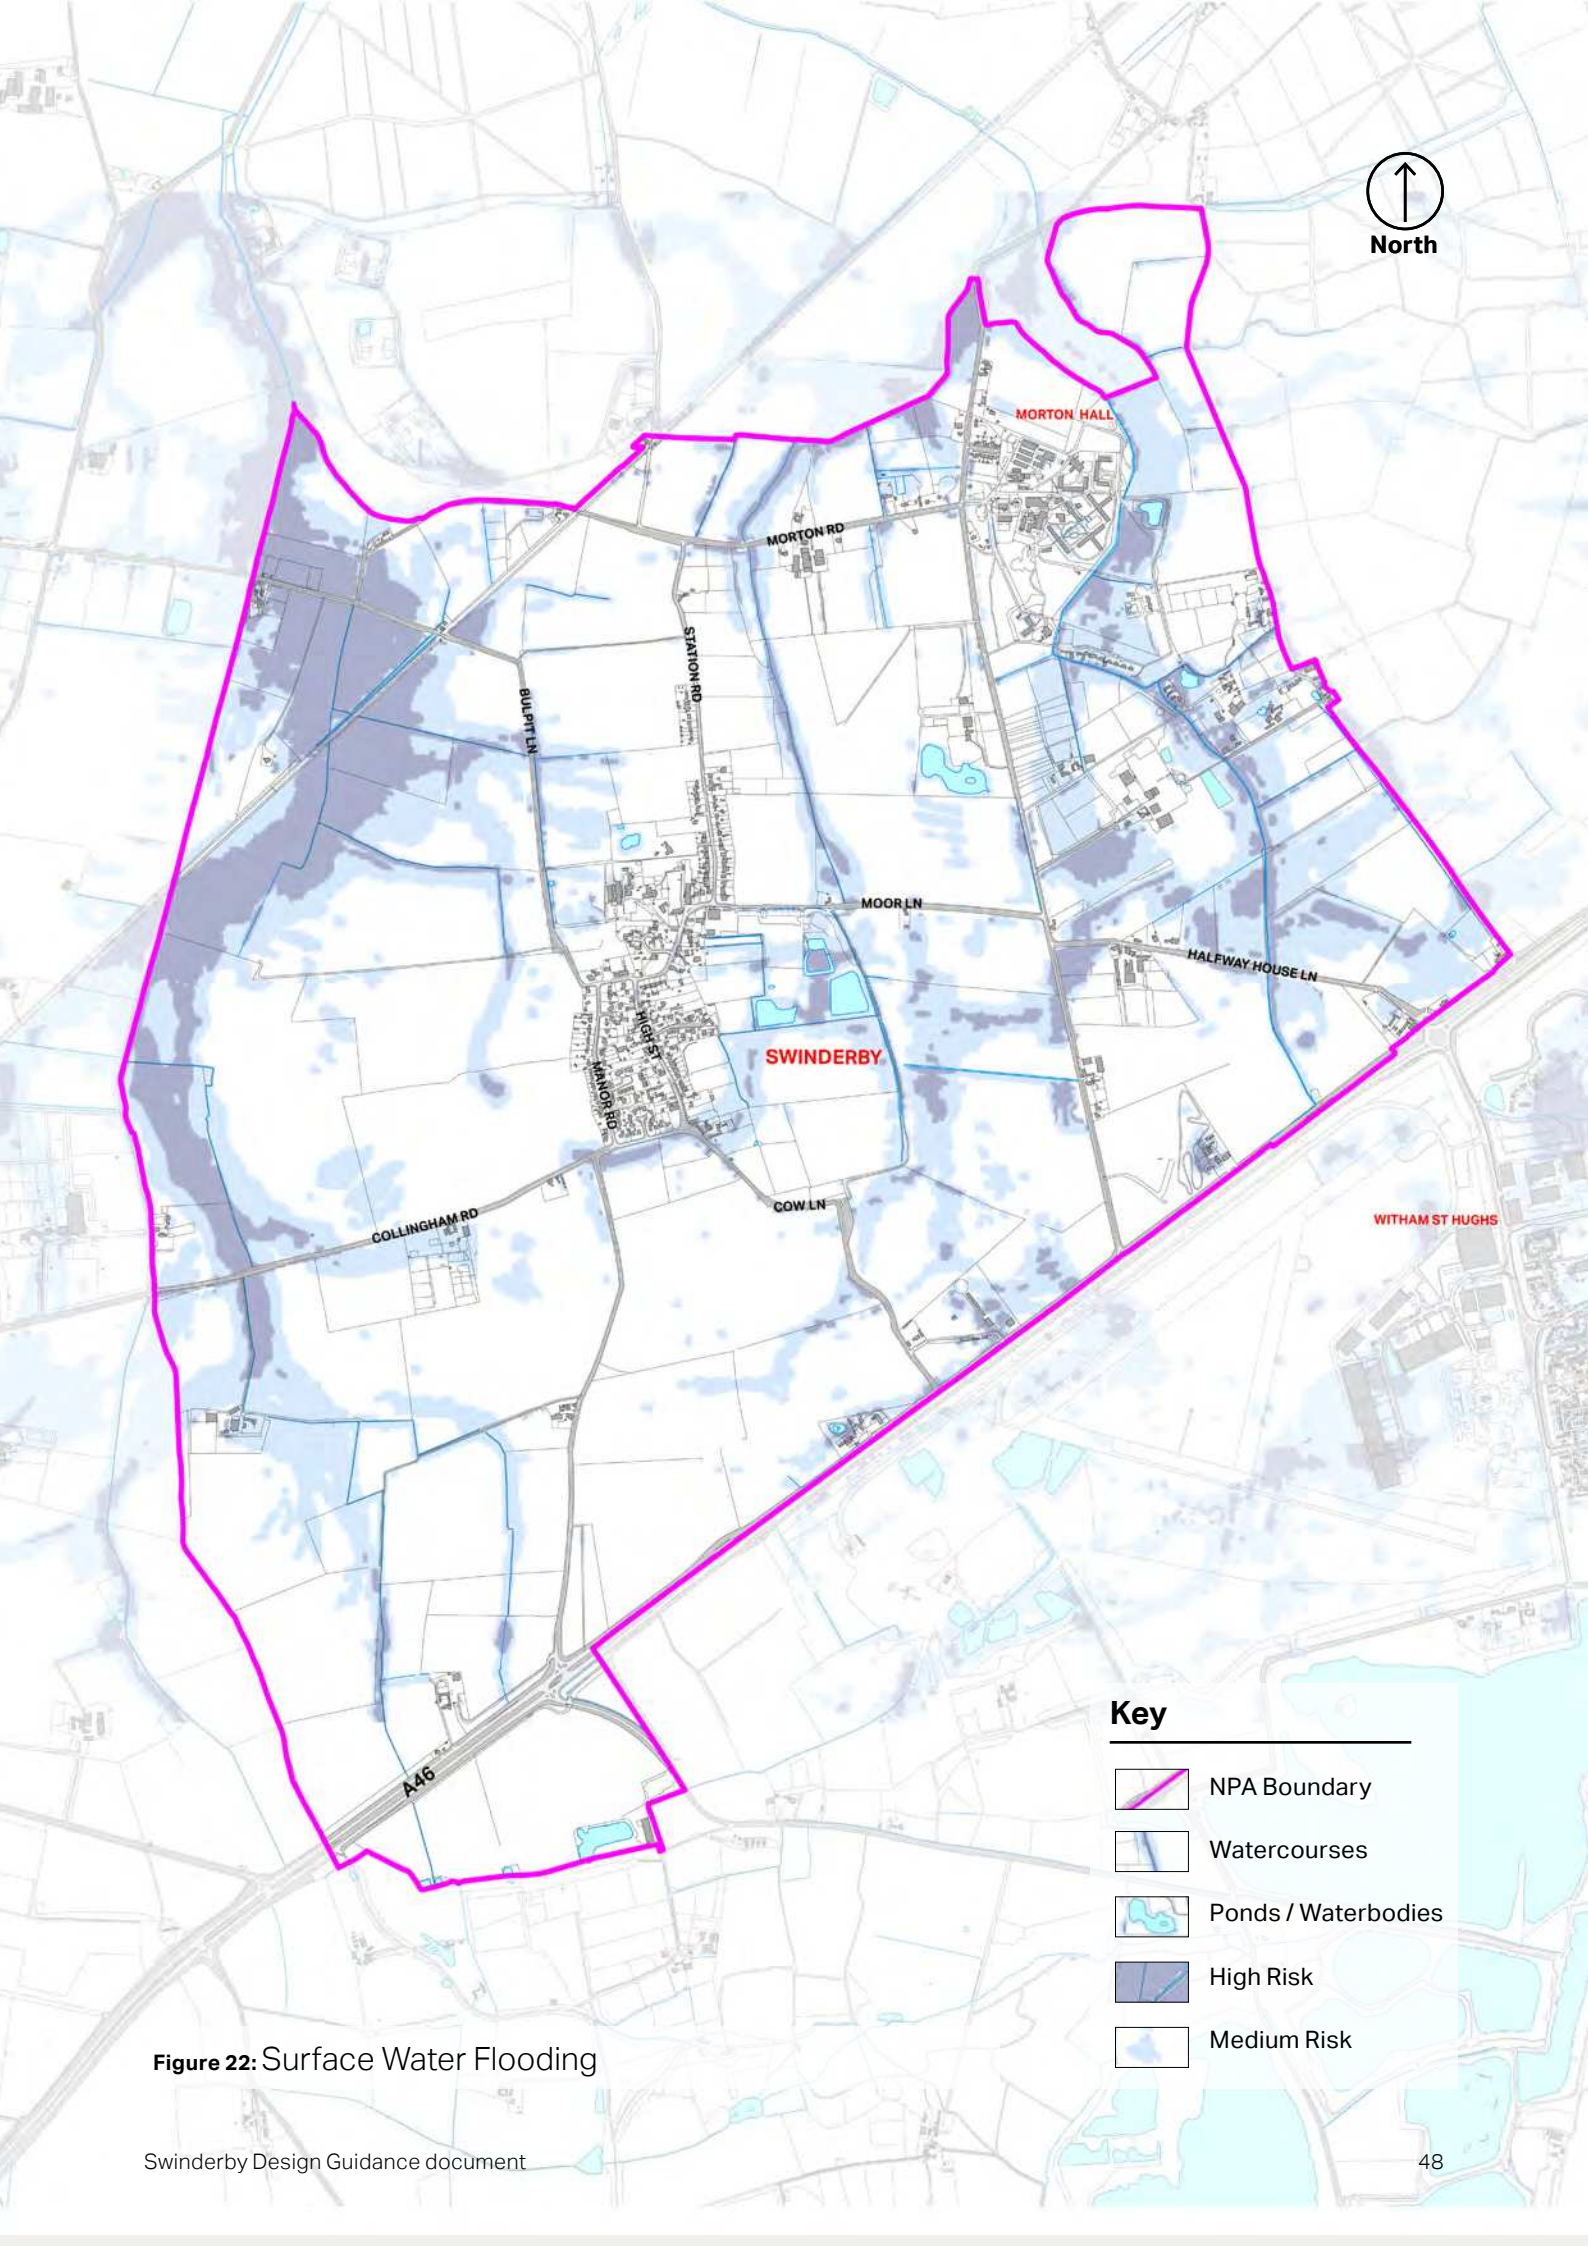 North
MORTON HALL
MORTON RD
STATION RD
BULPIT LN
MOOR LN
HALFWAY HOUSE LN
HIGH ST
SWINDERBY
MANOR RD
COW LN
COLLINGHAM RD
WITHAM ST HUGHS
A46
Key
NPA Boundary
Watercourses
Ponds / Waterbodies
High Risk
Medium Risk
Figure 22: Surface Water Flooding
Swinderby Design Guidance document
48